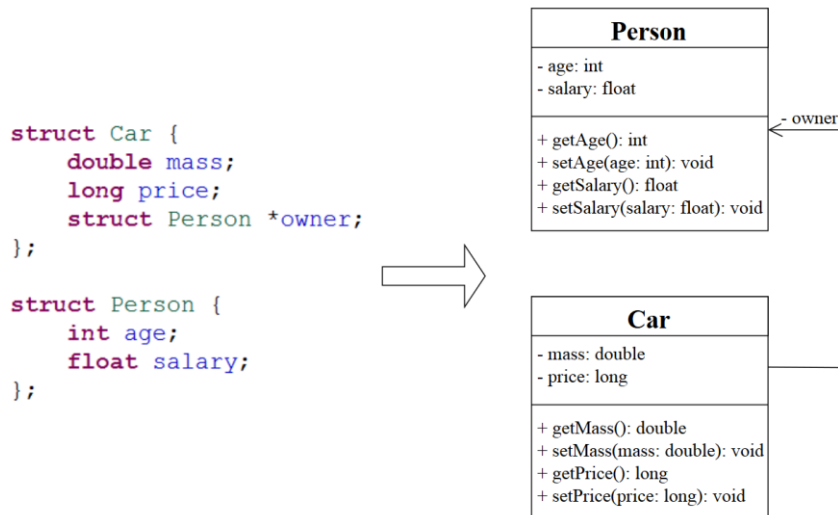 struct Car {
double mass;
long price;
struct Person *owner;
};
struct Person {
int age;
float salary;
};
Person
- age: int
- salary: float
+ getAge(): int
+ setAge(age: int): void
+ getSalary(): float
+ setSalary(salary: float): void
- owner
Car
- mass: double
- price: long
+ getMass(): double
+ setMass(mass: double): void
+ getPrice(): long
+ setPrice(price: long): void